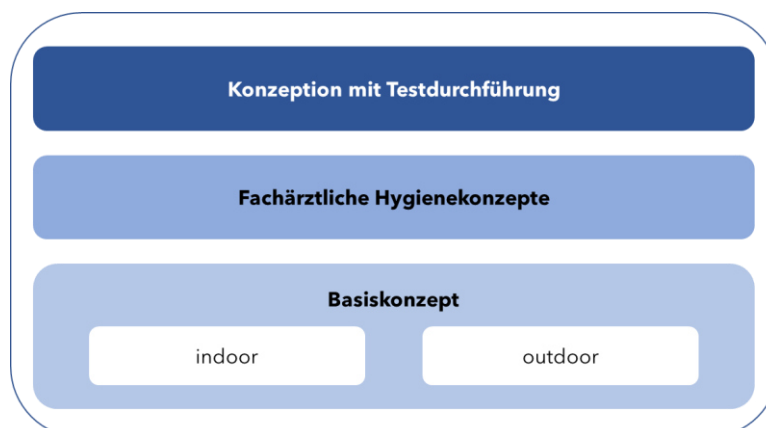 Konzeption mit Testdurchführung
Fachärztliche Hygienekonzepte
Basiskonzept
indoor
outdoor